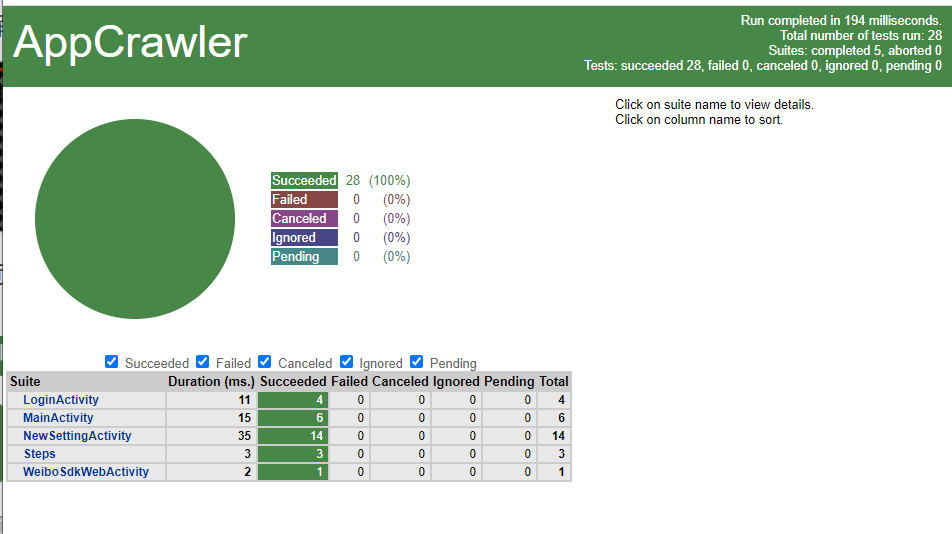 AppCrawler
Run completed in 194 milliseconds.
Total number of tests run: 28
Suites: completed 5, aborted 0
Tests: succeeded 28, failed 0, canceled 0, ignored 0, pending 0
Click on suite name to view details.
Click on column name to sort.
Succeeded 28 (100%)
Failed 0 (0%)
Canceled 0 (0%)
Ignored 0 (0%)
Pending 0 (0%)
Succeeded Failed Canceled Ignored Pending
Suite Duration (ms.) Succeeded Failed Canceled Ignored Pending Total
LoginActivity 11 4 0 0 0 0 4
MainActivity 15 6 0 0 0 0 6
NewSettingActivity 35 14 0 0 0 0 14
Steps 3 3 0 0 0 0 3
WeiboSdkWebActivity 2 1 0 0 0 0 1